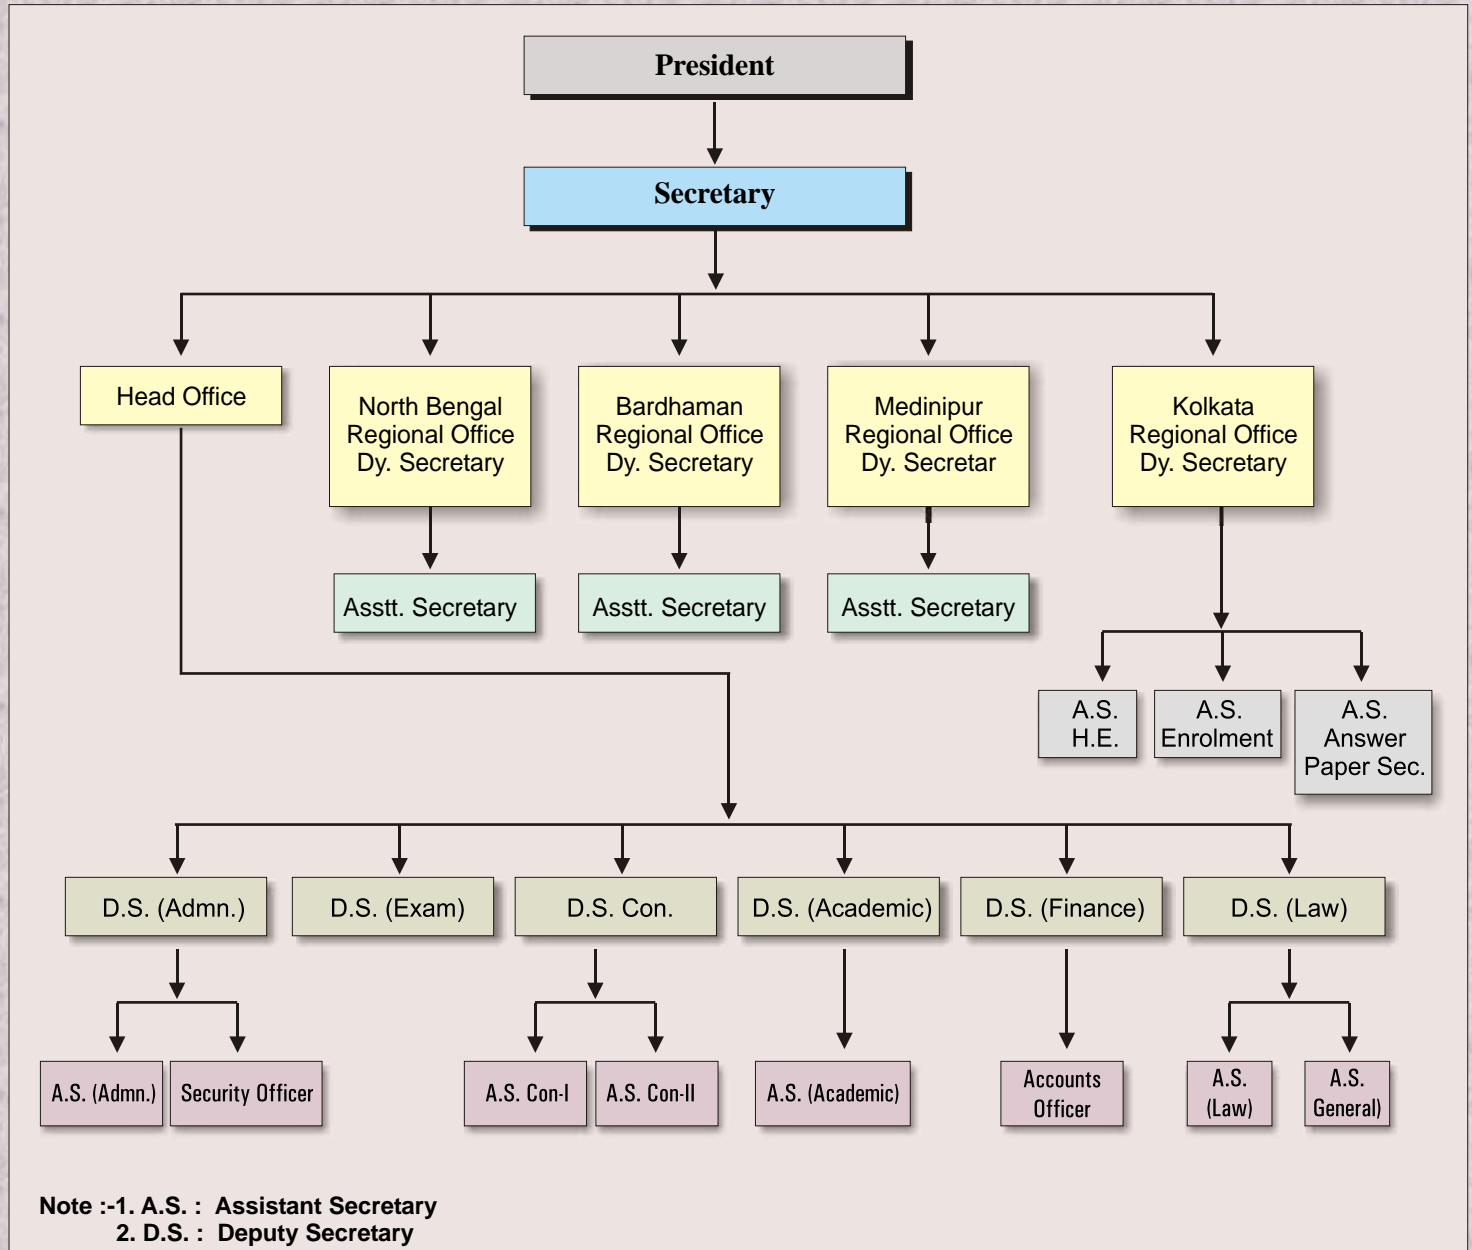 President
Secretary
Head Office
North Bengal
Regional Office
Dy. Secretary
Bardhaman
Regional Office
Dy. Secretary
Medinipur
Regional Office
Dy. Secretar
Kolkata
Regional Office
Dy. Secretary
Asstt. Secretary
Asstt. Secretary
Asstt. Secretary
A.S.
H.E.
A.S.
Enrolment
A.S.
Answer
Paper Sec.
D.S. (Admn.)
D.S. (Exam)
D.S. Con.
D.S. (Academic)
D.S. (Finance)
D.S. (Law)
A.S. (Admn.)
Security Officer
A.S. Con-I
A.S. Con-II
A.S. (Academic)
Accounts
Officer
A.S.
(Law)
A.S.
General)
Note :-1. A.S. : Assistant Secretary
2. D.S. : Deputy Secretary